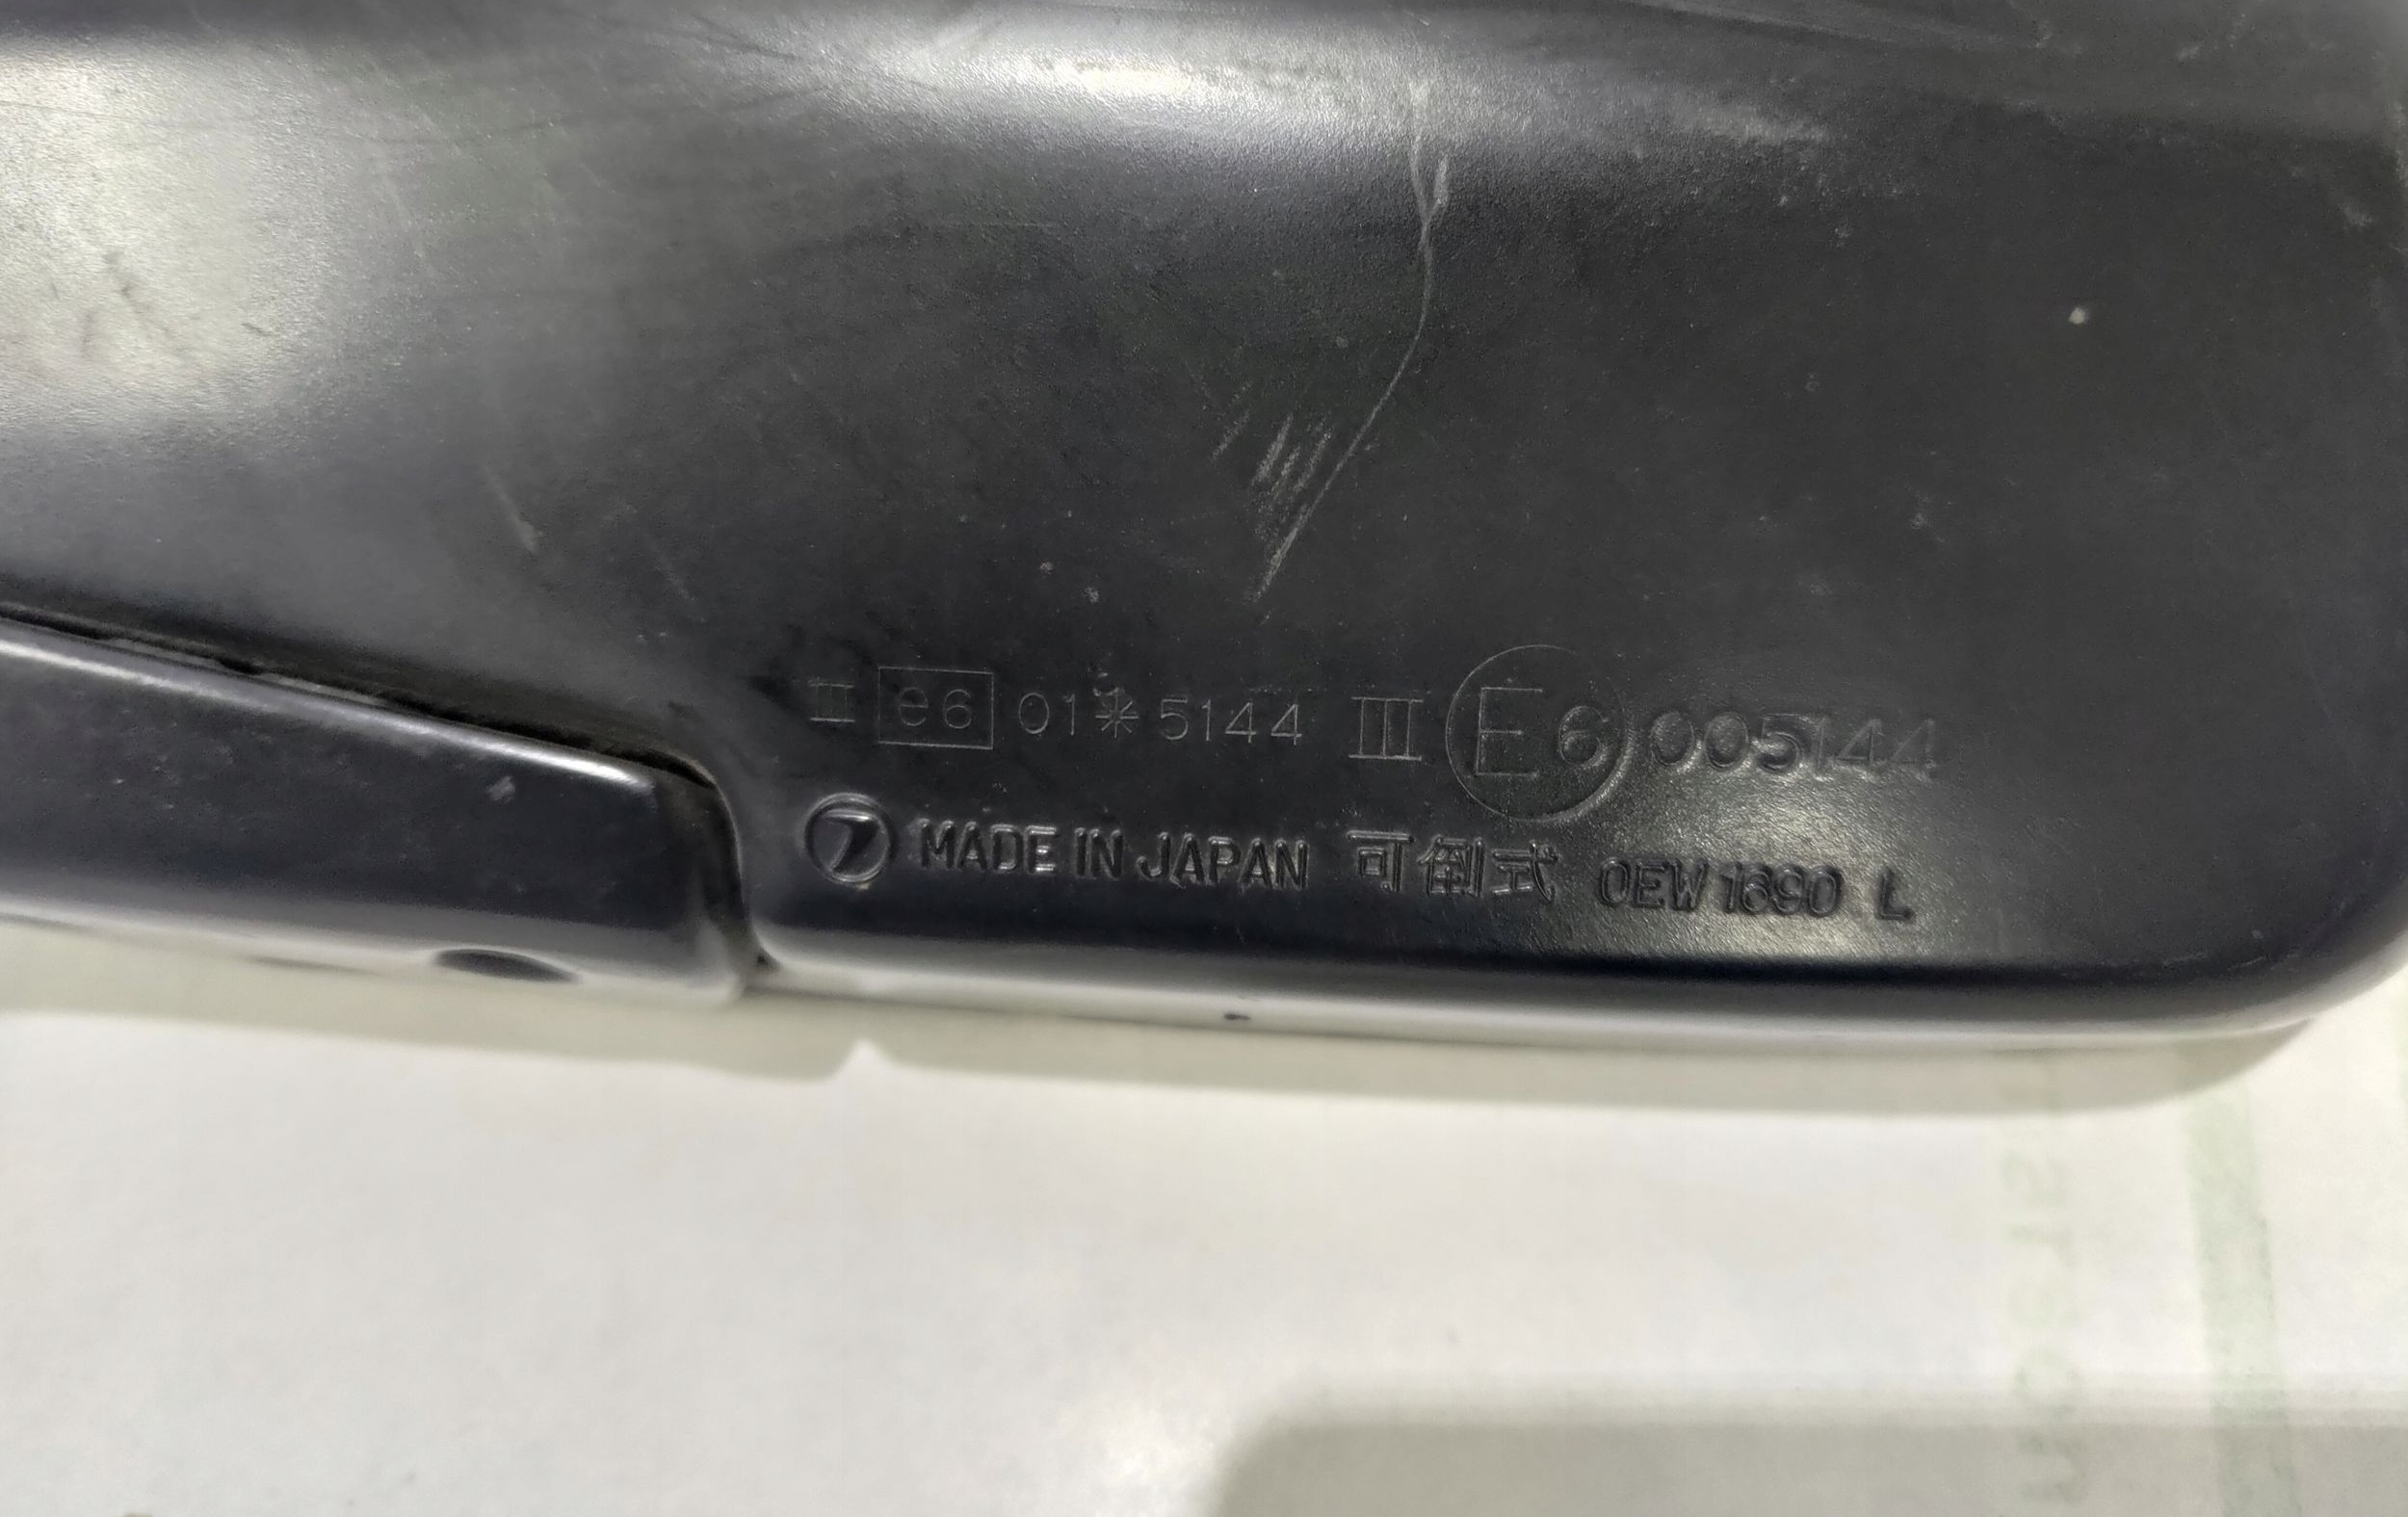 II e6 01*5144 III E6 005144
MADE IN JAPAN 可倒式 OEW 1690 L